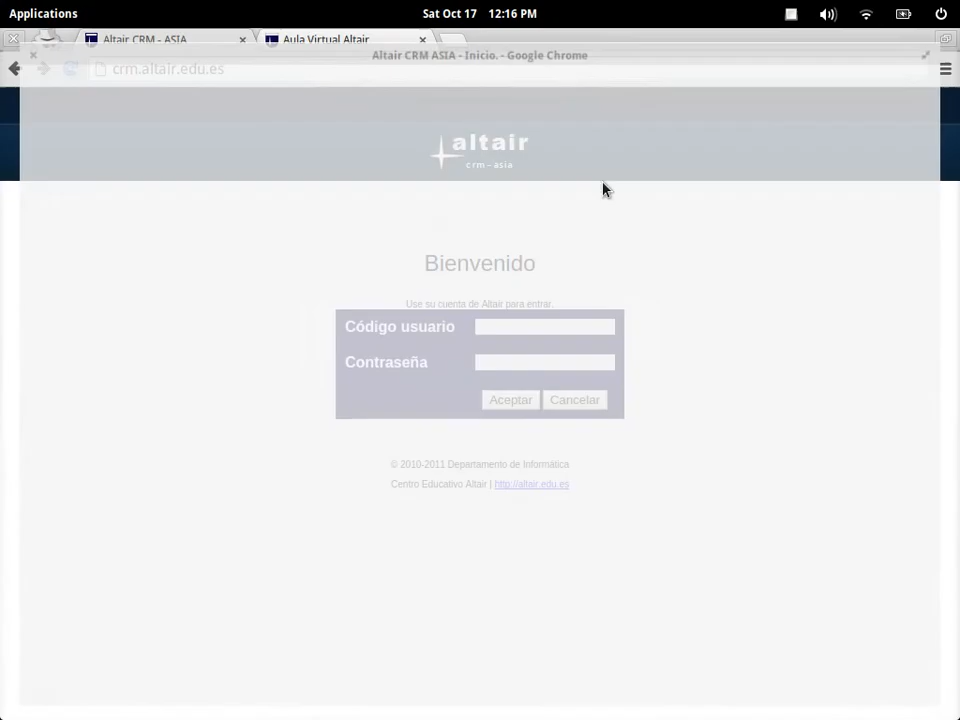 Applications
Sat Oct 17 12:16 PM
Altair CRM - ASIA
Aula Virtual Altair
Altair CRM ASIA - Inicio. - Google Chrome
crm.altair.edu.es
altair
crm-asia
Bienvenido
Use su cuenta de Altair para entrar.
Código usuario
Contraseña
Aceptar Cancelar
© 2010-2011 Departamento de Informática
Centro Educativo Altair | http://altair.edu.es